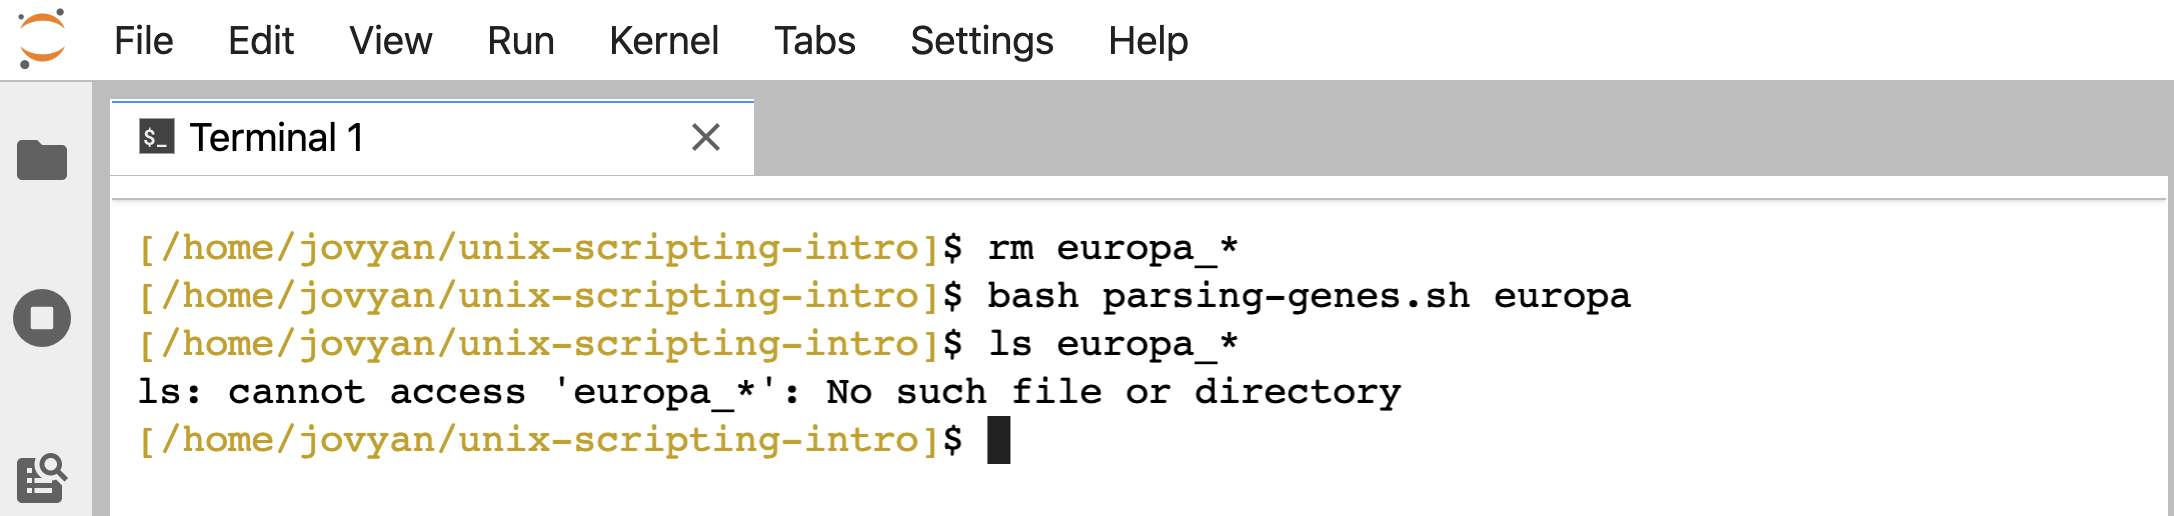 File Edit View Run Kernel Tabs Settings Help
$_ Terminal 1
[/home/jovyan/unix-scripting-intro]$ rm europa_*
[/home/jovyan/unix-scripting-intro]$ bash parsing-genes.sh europa
[/home/jovyan/unix-scripting-intro]$ ls europa_*
ls: cannot access 'europa_*': No such file or directory
[/home/jovyan/unix-scripting-intro]$